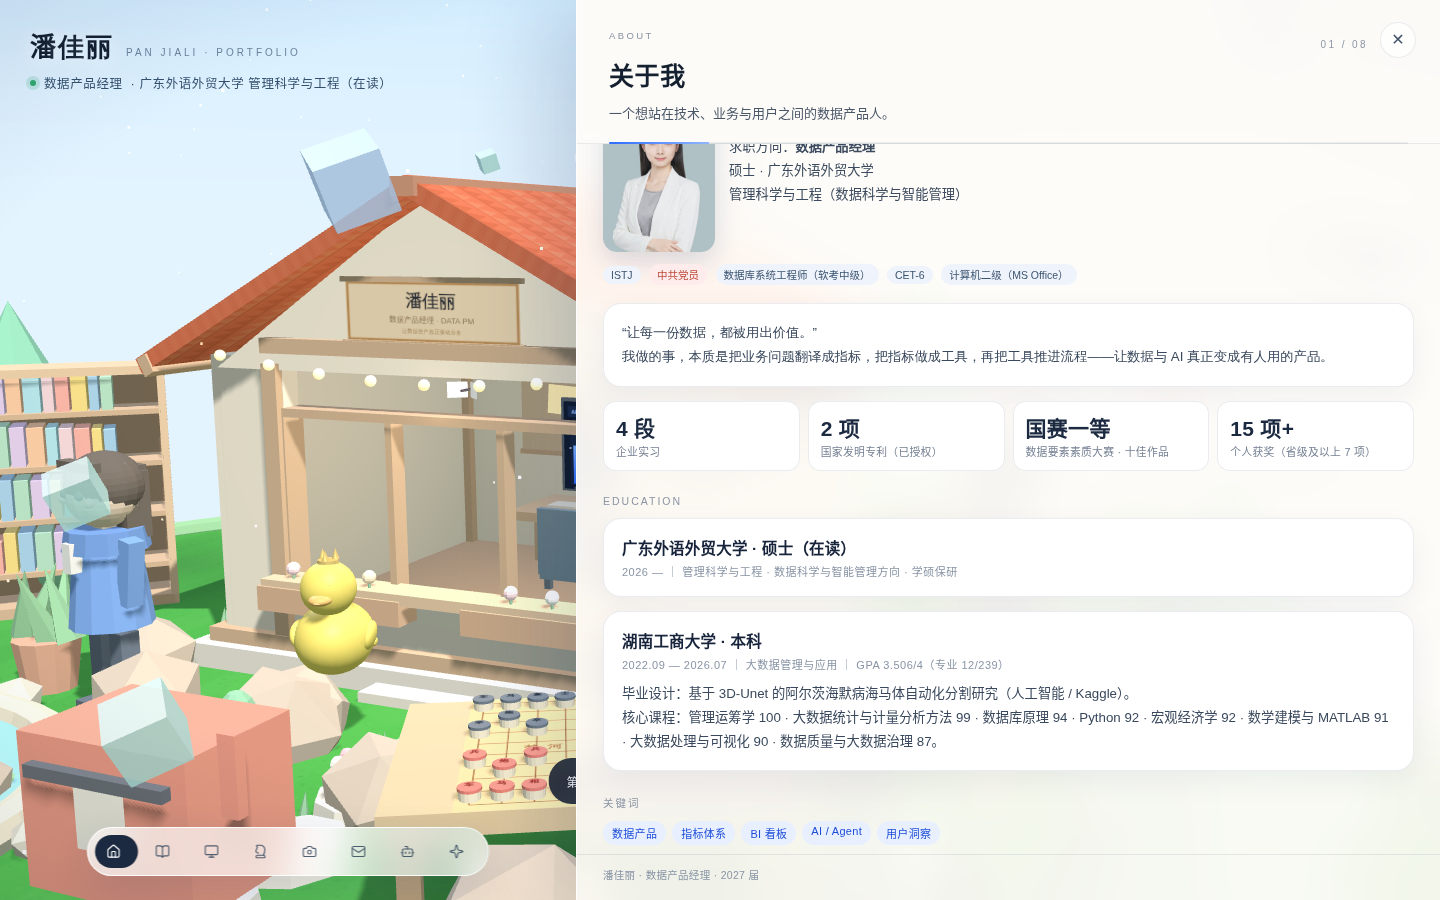 潘佳丽 PAN JIALI · PORTFOLIO
数据产品经理 · 广东外语外贸大学 管理科学与工程（在读）
潘佳丽
数据产品经理 · DATA PM
第
ABOUT
01 / 08
关于我
一个想站在技术、业务与用户之间的数据产品人。
求职方向：数据产品经理
硕士 · 广东外语外贸大学
管理科学与工程（数据科学与智能管理）
ISTJ 中共党员 数据库系统工程师（软考中级） CET-6 计算机二级（MS Office）
“让每一份数据，都被用出价值。”
我做的事，本质是把业务问题翻译成指标，把指标做成工具，再把工具推进流程——让数据与 AI 真正变成有人用的产品。
4 段 2 项 国赛一等 15 项+
企业实习 国家发明专利（已授权） 数据要素素质大赛 · 十佳作品 个人获奖（省级及以上 7 项）
EDUCATION
广东外语外贸大学 · 硕士（在读）
2026 — ｜ 管理科学与工程 · 数据科学与智能管理方向 · 学硕保研
湖南工商大学 · 本科
2022.09 — 2026.07 ｜ 大数据管理与应用 ｜ GPA 3.506/4（专业 12/239）
毕业设计：基于 3D-Unet 的阿尔茨海默病海马体自动化分割研究（人工智能 / Kaggle）。
核心课程：管理运筹学 100 · 大数据统计与计量分析方法 99 · 数据库原理 94 · Python 92 · 宏观经济学 92 · 数学建模与 MATLAB 91
· 大数据处理与可视化 90 · 数据质量与大数据治理 87。
关键词
数据产品 指标体系 BI 看板 AI / Agent 用户洞察
潘佳丽 · 数据产品经理 · 2027 届